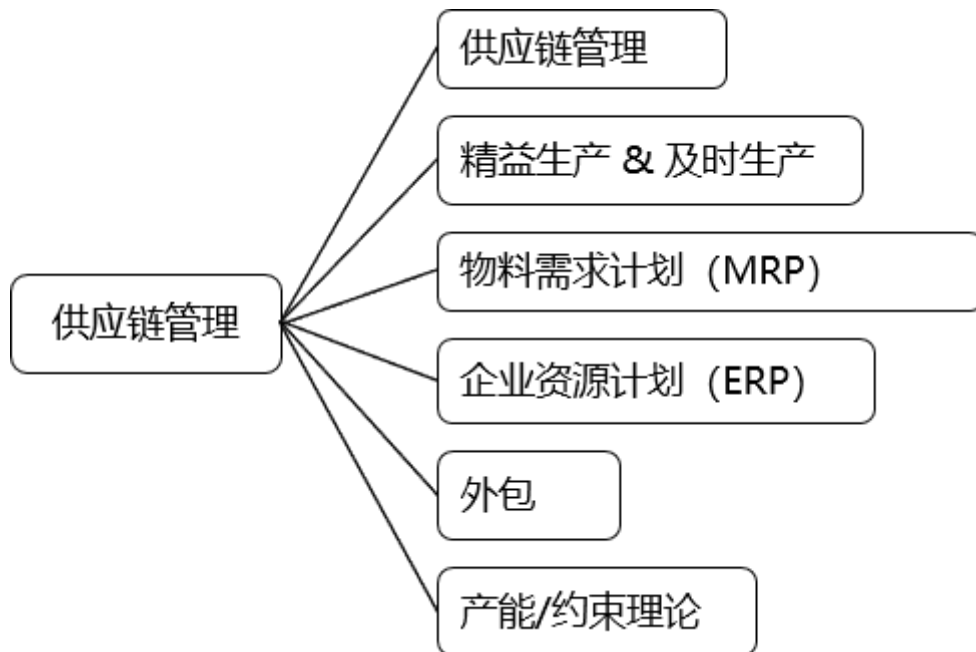 供应链管理
供应链管理
精益生产 & 及时生产
物料需求计划（MRP）
企业资源计划（ERP）
外包
产能/约束理论